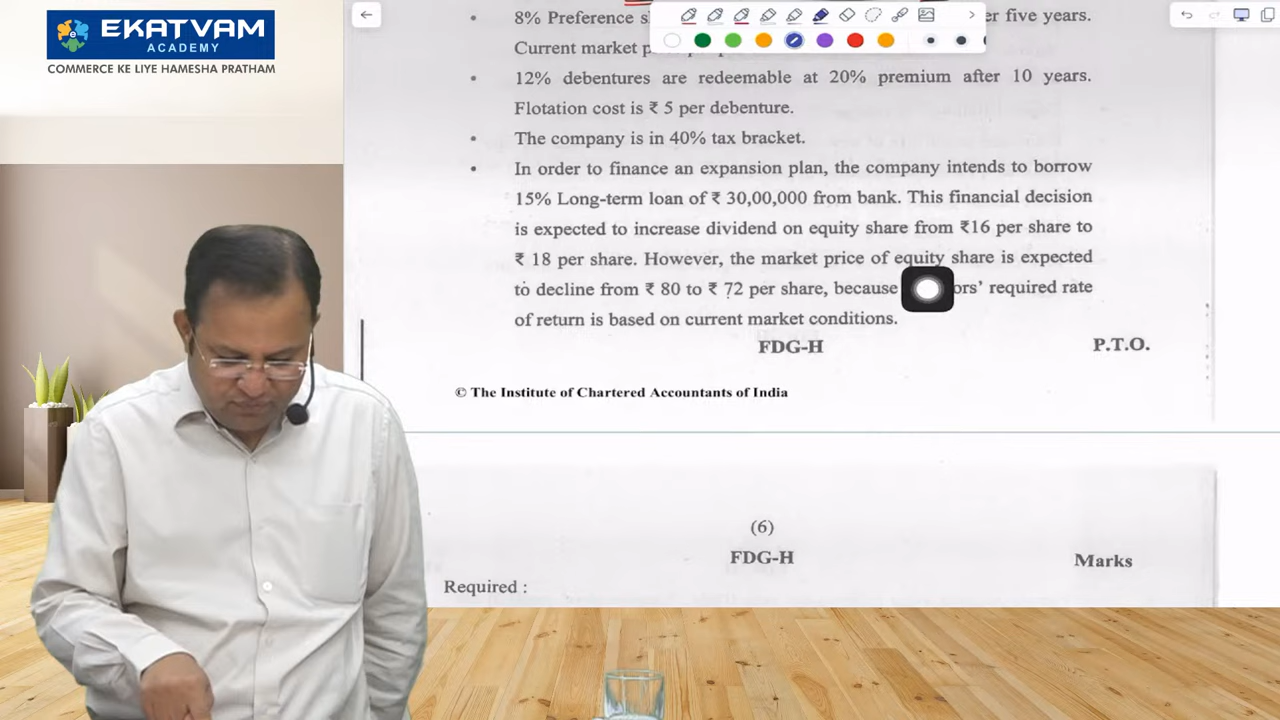 EKATVAM
ACADEMY
COMMERCE KE LIYE HAMESHA PRATHAM
• 8% Preference er five years.
Current market
• 12% debentures are redeemable at 20% premium after 10 years.
Flotation cost is ₹ 5 per debenture.
• The company is in 40% tax bracket.
• In order to finance an expansion plan, the company intends to borrow
15% Long-term loan of ₹ 30,00,000 from bank. This financial decision
is expected to increase dividend on equity share from ₹16 per share to
₹ 18 per share. However, the market price of equity share is expected
to decline from ₹ 80 to ₹ 72 per share, because ors' required rate
of return is based on current market conditions.
FDG-H P.T.O.
© The Institute of Chartered Accountants of India
(6)
FDG-H Marks
Required :